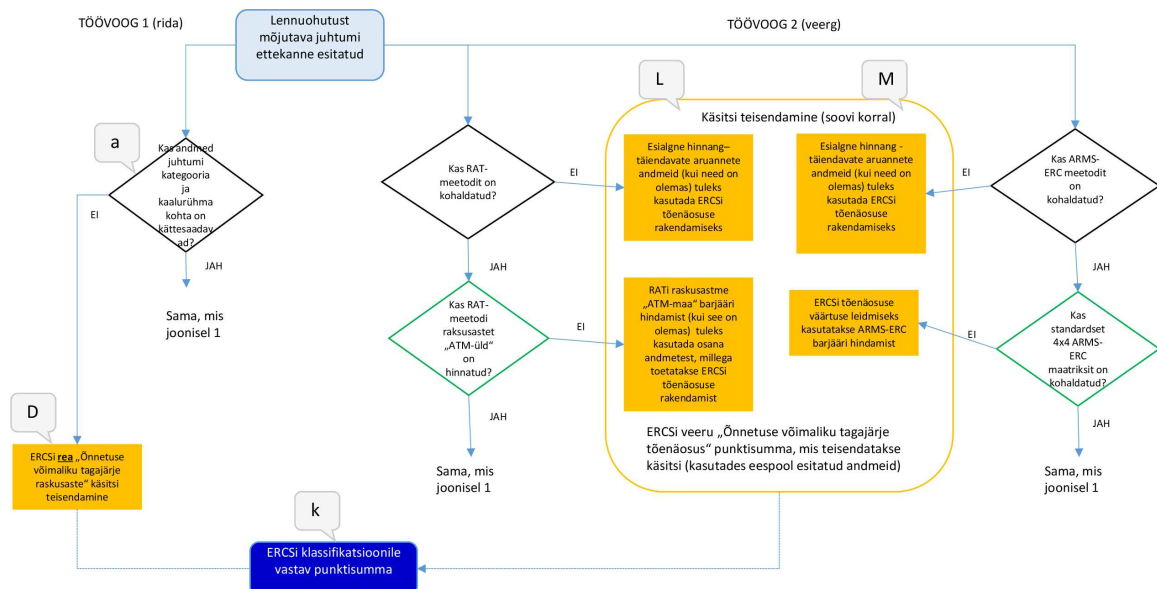 TÖÖVOOG 1 (rida)
Lennuohutust
mõjutava juhtumi
ettekanne esitatud
TÖÖVOOG 2 (veerg)
L
M
a
Käsitsi teisendamine (soovi korral)
Kas andmed
juhtumi
kategooria
ja
kaalurühma
kohta on
kättesaadav
ad?
EI
JAH
Sama, mis
joonisel 1
Kas RAT-
meetodit on
kohaldatud?
EI
JAH
Esialgne hinnang–
täiendavate aruannete
andmeid (kui need on
olemas) tuleks
kasutada ERCSi
tõenäosuse
rakendamiseks
Esialgne hinnang -
täiendavate aruannete
andmeid (kui need on
olemas) tuleks
kasutada ERCSi
tõenäosuse
rakendamiseks
EI
Kas ARMS-
ERC meetodit
on
kohaldatud?
JAH
Kas RAT-
meetodi
raksusastet
„ATM-üld“ on
hinnatud?
EI
JAH
Sama, mis
joonisel 1
RATi raskusastme
„ATM-maa“ barjääri
hindamist (kui see on
olemas) tuleks
kasutada osana
andmetest, millega
toetatakse ERCSi
tõenäosuse
rakendamist
ERCSi tõenäosuse
väärtuse leidmiseks
kasutatakse ARMS-ERC
barjääri hindamist
EI
Kas
standardset
4x4 ARMS-
ERC
maatriksit on
kohaldatud?
JAH
Sama, mis
joonisel 1
D
ERCSi rea „Õnnetuse
võimaliku tagajärje
raskusaste“ käsitsi
teisendamine
ERCSi veeru „Õnnetuse võimaliku tagajärje
tõenäosus“ punktisumma, mis teisendatakse
käsitsi (kasutades eespool esitatud andmeid)
k
ERCSi klassifikatsioonile
vastav punktisumma